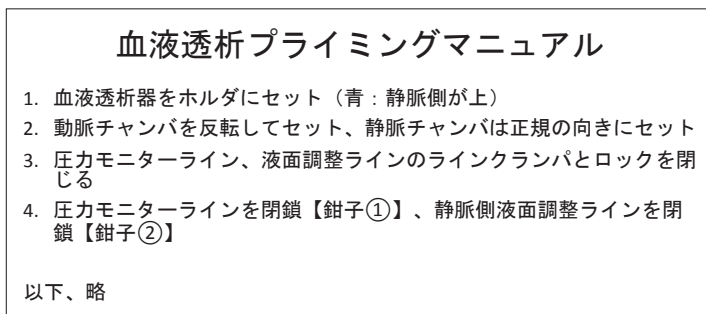 血液透析プライミングマニュアル
1. 血液透析器をホルダにセット（青：静脈側が上）
2. 動脈チャンバを反転してセット、静脈チャンバは正規の向きにセット
3. 圧力モニターライン、液面調整ラインのラインクランパとロックを閉
じる
4. 圧力モニターラインを閉鎖【鉗子①】、静脈側液面調整ラインを閉
鎖【鉗子②】
以下、略